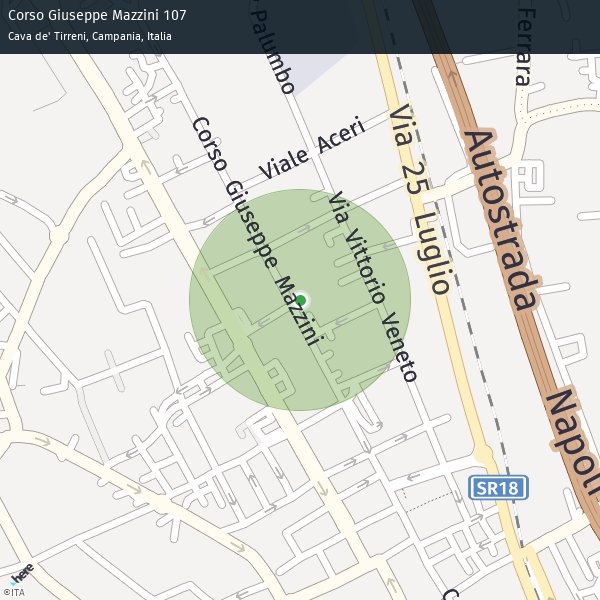 Corso Giuseppe Mazzini 107
Cava de' Tirreni, Campania, Italia
Palumbo
Ferrara
Viale Aceri
Via 25 Luglio
Autostrada
Corso Giuseppe Mazzini
Via Vittorio Veneto
Napoli
SR18
here
©ITA